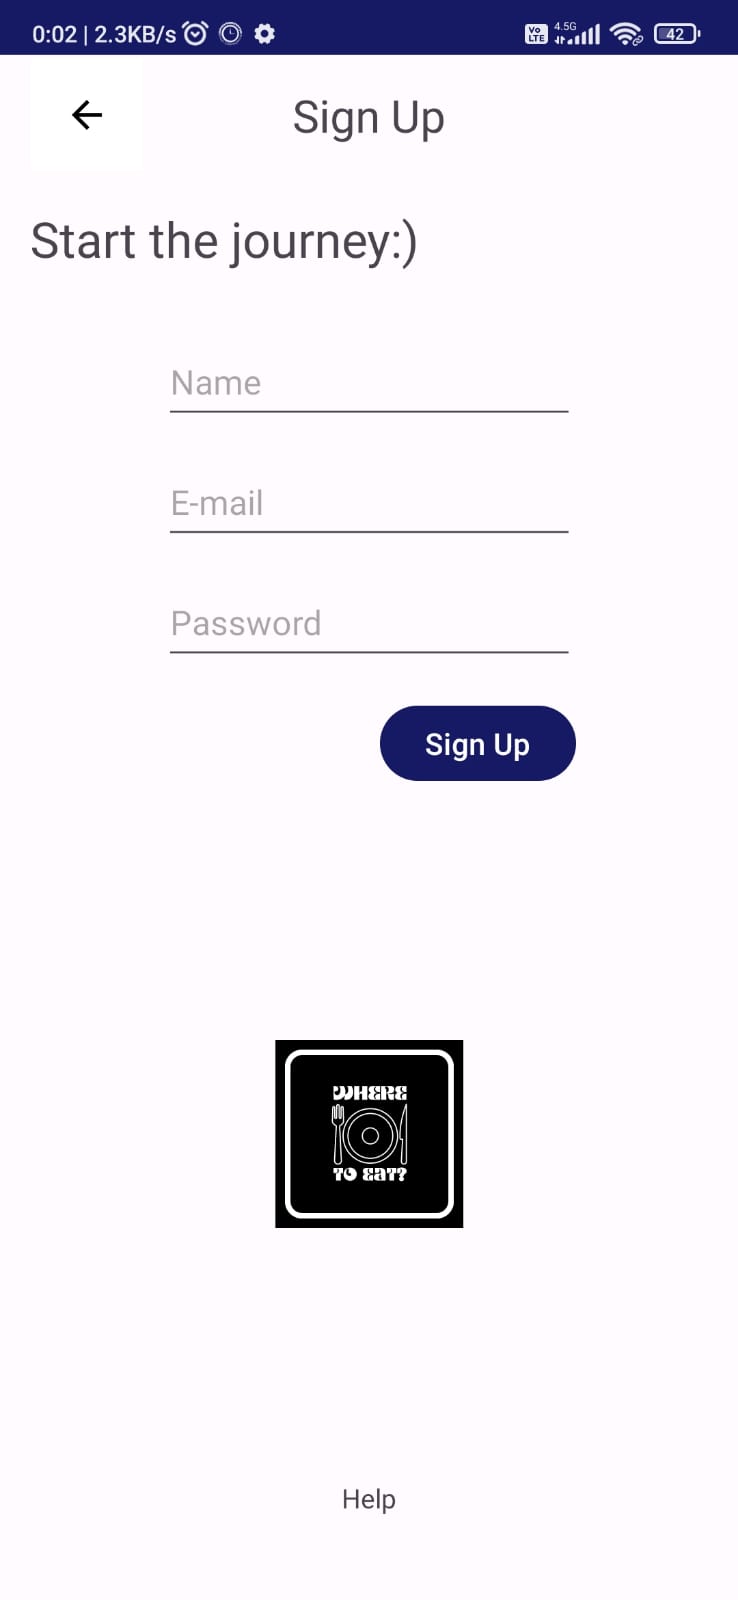 0:02 | 2.3KB/s
Vo LTE 4.5G 42
Sign Up
Start the journey:)
Name
E-mail
Password
Sign Up
WHERE
TO EAT?
Help